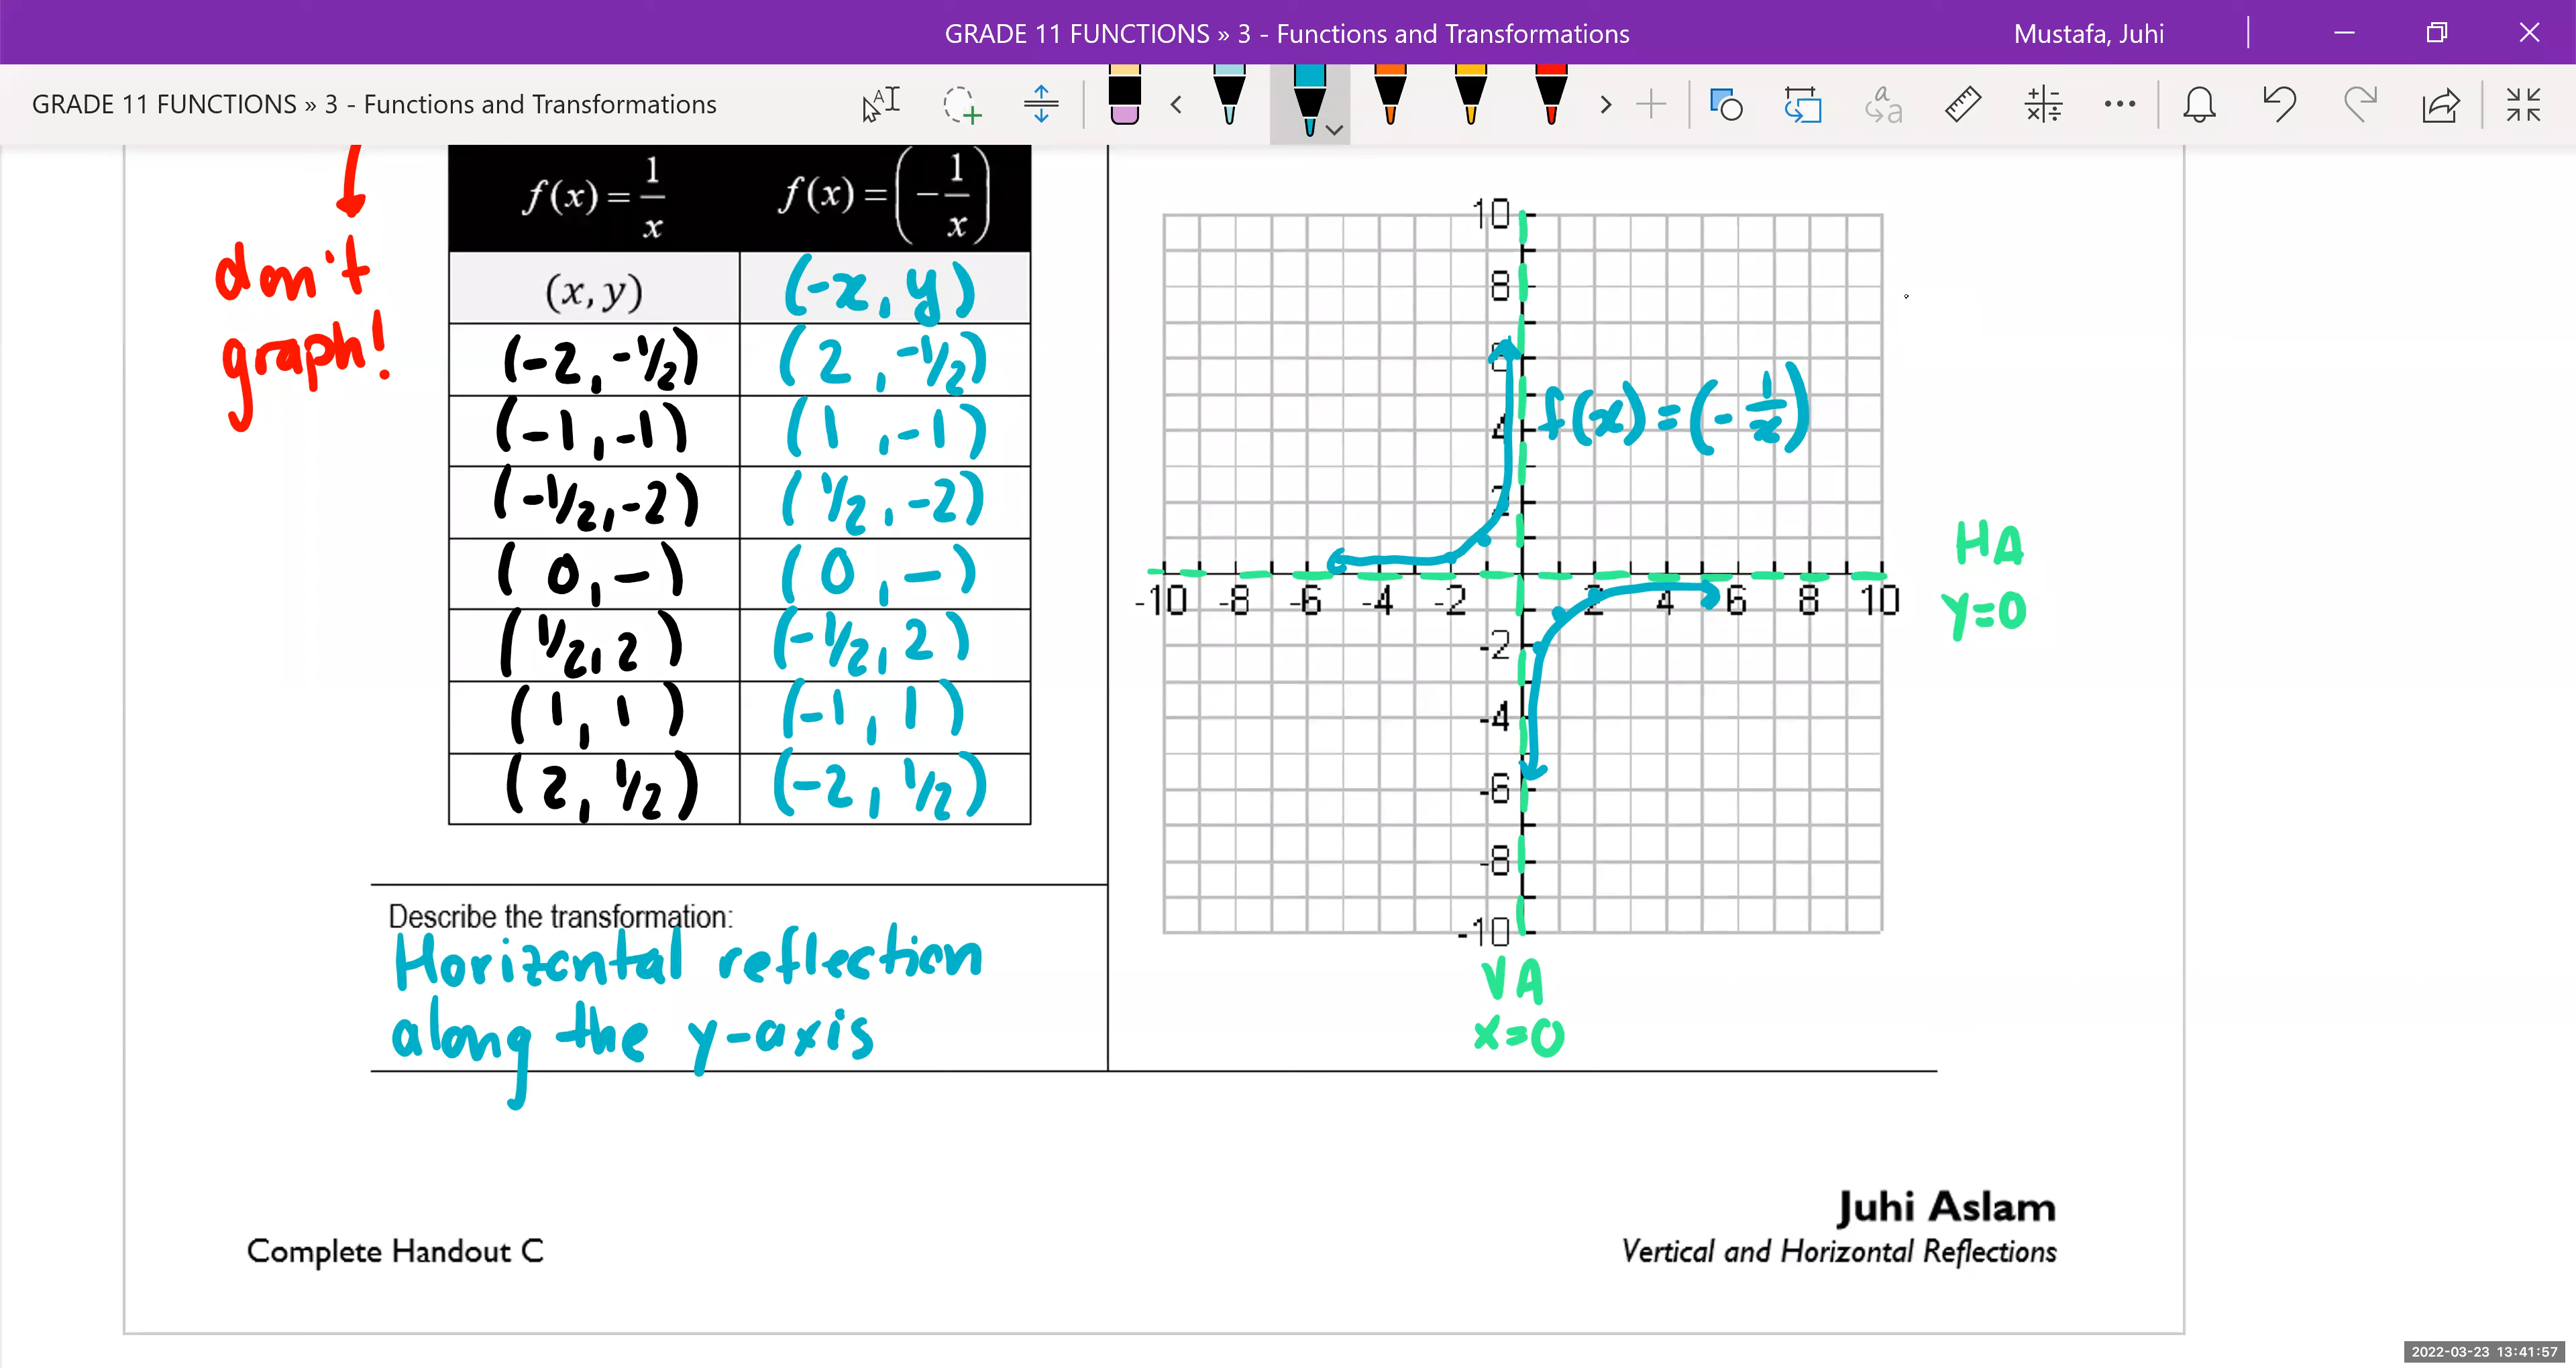 GRADE 11 FUNCTIONS » 3 - Functions and Transformations
Mustafa, Juhi
GRADE 11 FUNCTIONS » 3 - Functions and Transformations
don't
graph!
f(x) = 1/x f(x) = (-1/x)
(x, y) (-x, y)
(-2, -1/2) (2, -1/2)
(-1, -1) (1, -1)
(-1/2, -2) (1/2, -2)
(0, -) (0, -)
(1/2, 2) (-1/2, 2)
(1, 1) (-1, 1)
(2, 1/2) (-2, 1/2)
Describe the transformation:
Horizontal reflection
along the y-axis
10
8
6
4
2
-10 -8 -6 -4 -2 2 4 6 8 10
-2
-4
-6
-8
-10
f(x) = (-1/x)
HA
y=0
VA
x=0
Complete Handout C
Juhi Aslam
Vertical and Horizontal Reflections
2022-03-23 13:41:57